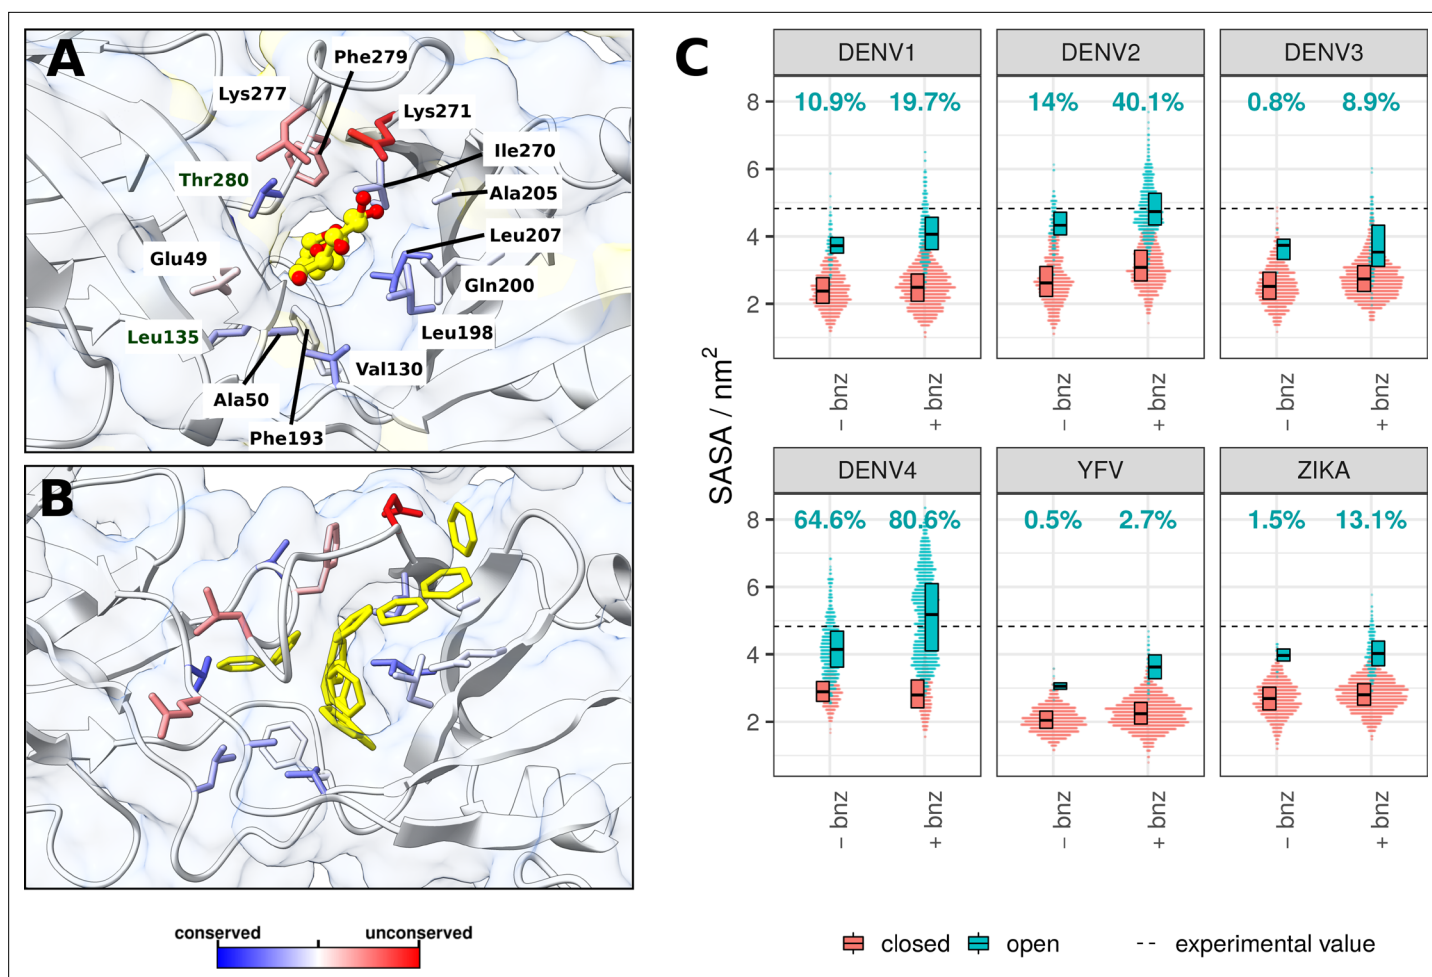 A
Phe279
Lys277
Lys271
Ile270
Thr280
Ala205
Leu207
Glu49
Gln200
Leu135
Leu198
Val130
Ala50
Phe193
B
conserved
unconserved
C
DENV1
DENV2
DENV3
10.9%
19.7%
14%
40.1%
0.8%
8.9%
8
6
4
2
− bnz
+ bnz
− bnz
+ bnz
− bnz
+ bnz
SASA / nm²
DENV4
YFV
ZIKA
64.6%
80.6%
0.5%
2.7%
1.5%
13.1%
8
6
4
2
− bnz
+ bnz
− bnz
+ bnz
− bnz
+ bnz
closed
open
experimental value